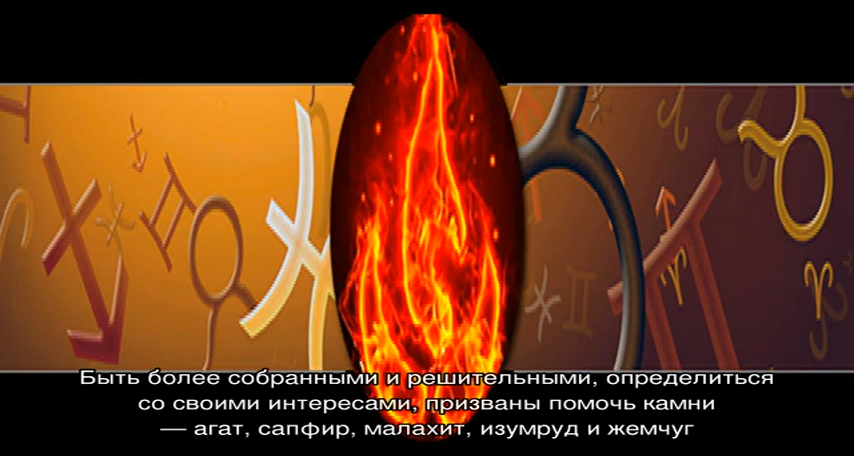 Быть более собранными и решительными, определиться
со своими интересами, призваны помочь камни
— агат, сапфир, малахит, изумруд и жемчуг